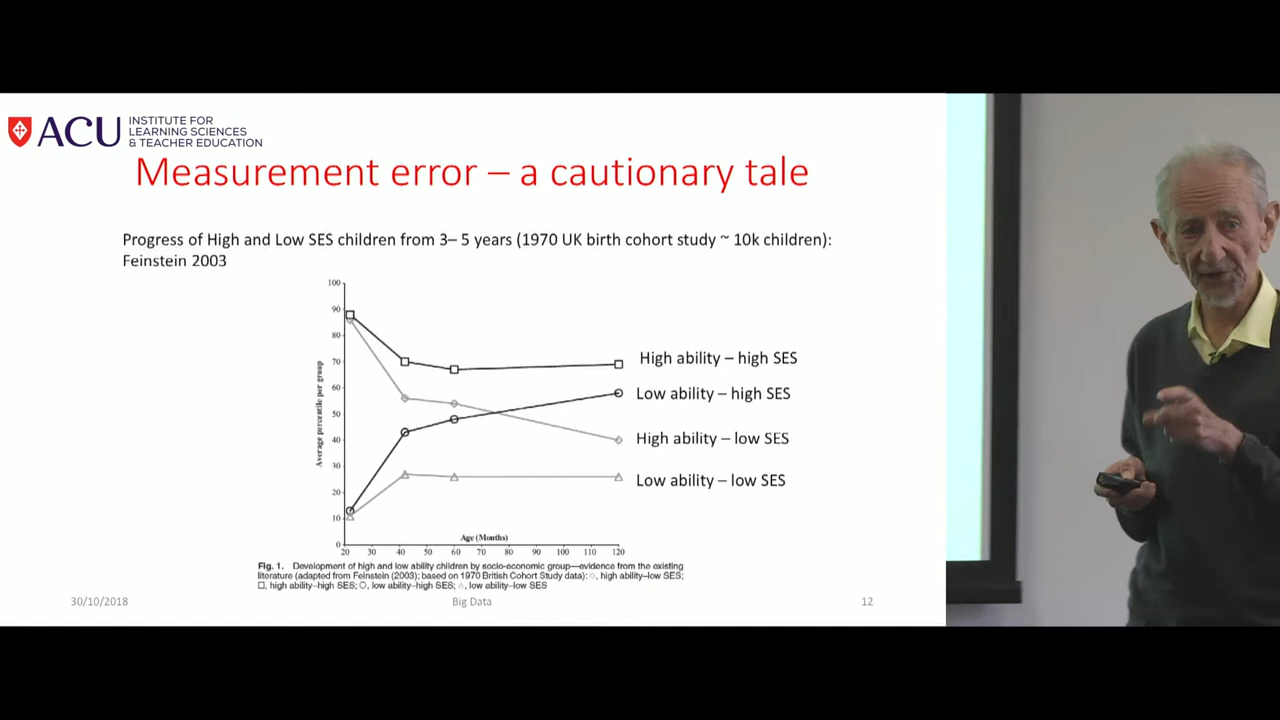 ACU
INSTITUTE FOR
LEARNING SCIENCES
& TEACHER EDUCATION
Measurement error – a cautionary tale
Progress of High and Low SES children from 3– 5 years (1970 UK birth cohort study ~ 10k children):
Feinstein 2003
100
90
80
70
60
50
40
30
20
10
0
Average percentile per group
High ability – high SES
Low ability – high SES
High ability – low SES
Low ability – low SES
Age (Months)
20 30 40 50 60 70 80 90 100 110 120
Fig. 1. Development of high and low ability children by socio-economic group—evidence from the existing
literature (adapted from Feinstein (2003); based on 1970 British Cohort Study data): ◇, high ability–low SES;
□, high ability–high SES; ○, low ability–high SES; △, low ability–low SES
30/10/2018
Big Data
12